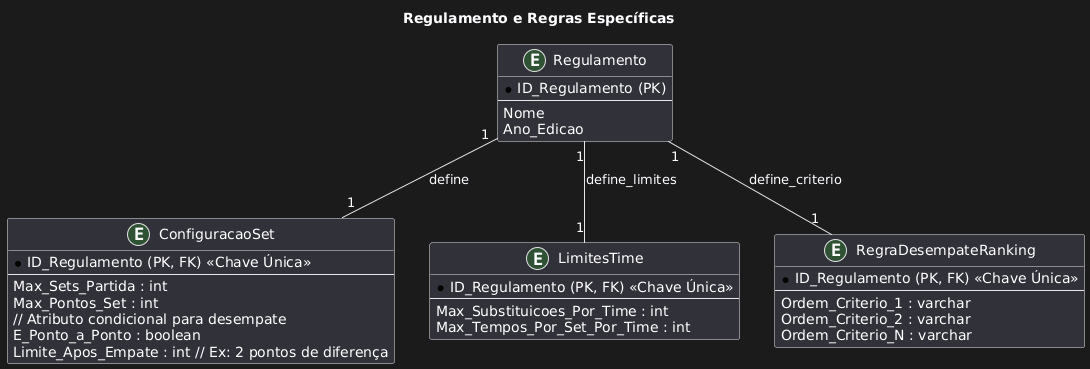 Regulamento e Regras Específicas
E Regulamento
ID_Regulamento (PK)
Nome
Ano_Edicao
1
1
1
define
define_limites
define_criterio
1
1
1
E ConfiguracaoSet
ID_Regulamento (PK, FK) «Chave Única»
Max_Sets_Partida : int
Max_Pontos_Set : int
// Atributo condicional para desempate
E_Ponto_a_Ponto : boolean
Limite_Apos_Empate : int // Ex: 2 pontos de diferença
E LimitesTime
ID_Regulamento (PK, FK) «Chave Única»
Max_Substituicoes_Por_Time : int
Max_Tempos_Por_Set_Por_Time : int
E RegraDesempateRanking
ID_Regulamento (PK, FK) «Chave Única»
Ordem_Criterio_1 : varchar
Ordem_Criterio_2 : varchar
Ordem_Criterio_N : varchar